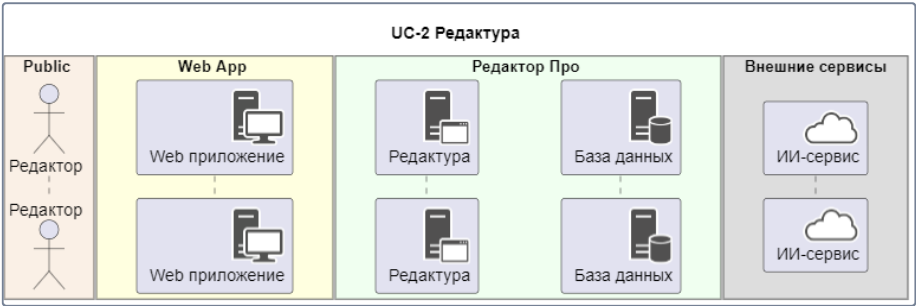 UC-2 Редактура
Public
Web App
Редактор Про
Внешние сервисы
Редактор
Web приложение
Редактура
База данных
ИИ-сервис
Редактор
Web приложение
Редактура
База данных
ИИ-сервис